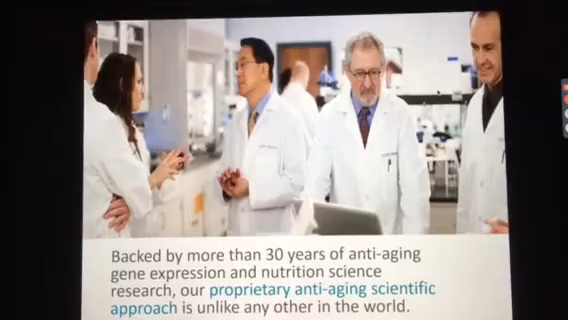 Backed by more than 30 years of anti-aging
gene expression and nutrition science
research, our proprietary anti-aging scientific
approach is unlike any other in the world.